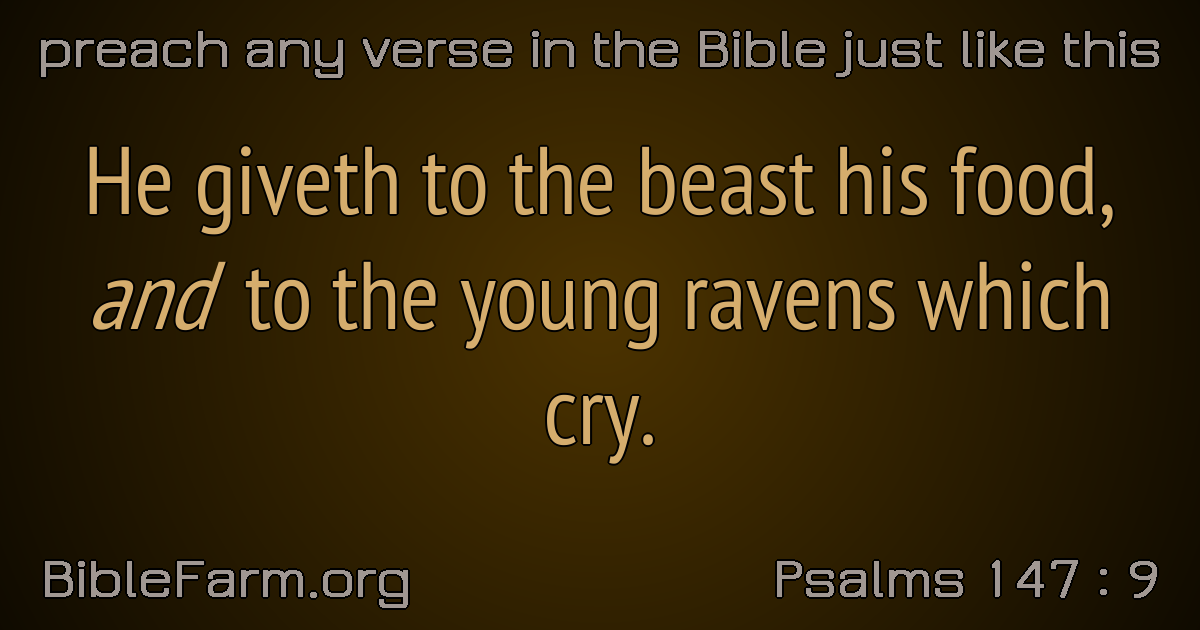 preach any verse in the Bible just like this
He giveth to the beast his food,
and to the young ravens which
cry.
BibleFarm.org
Psalms 147 : 9